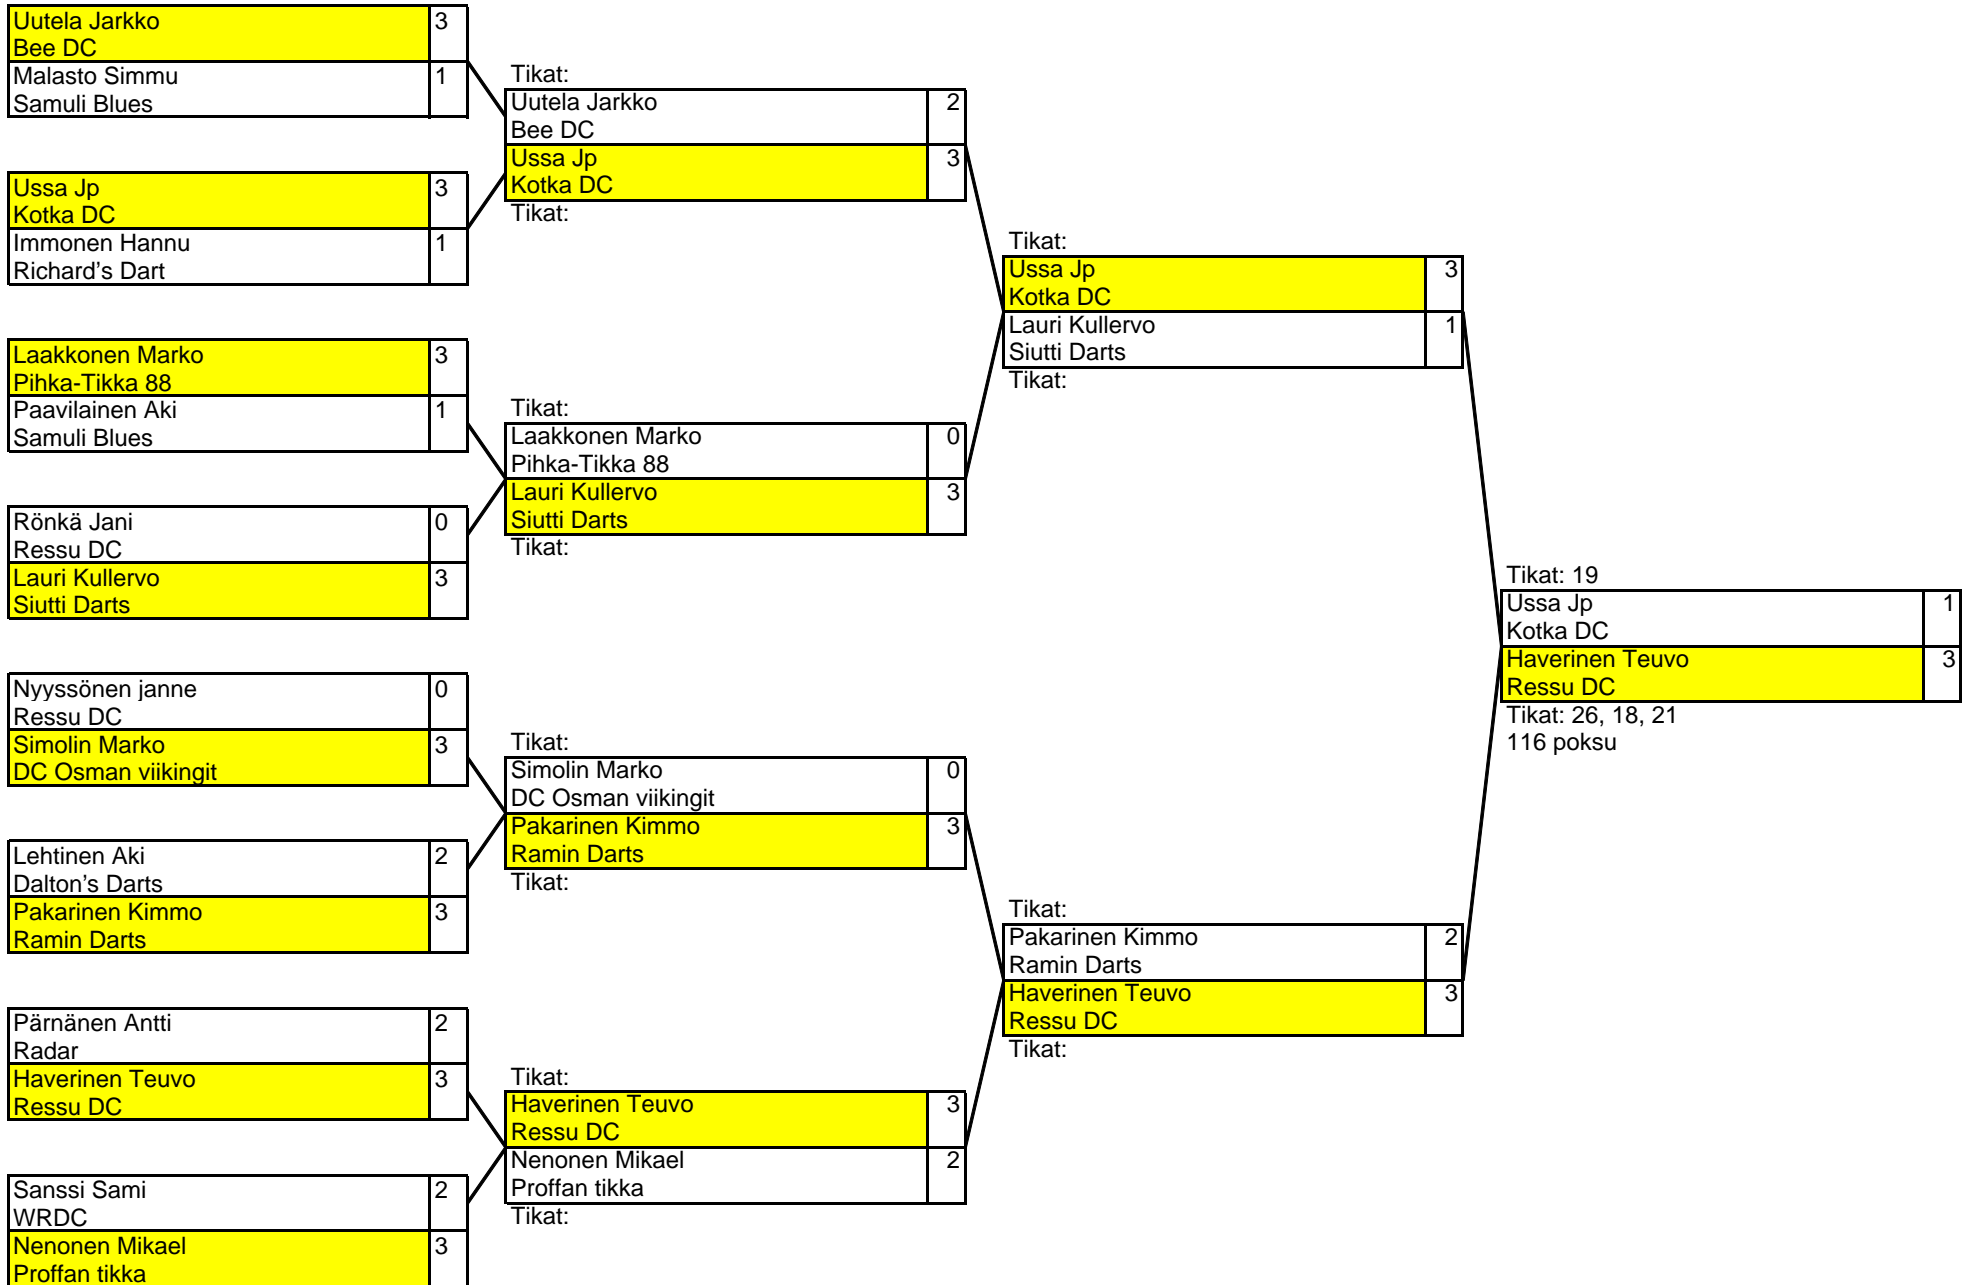 Uutela Jarkko 3
Bee DC
Malasto Simmu 1
Samuli Blues
Ussa Jp 3
Kotka DC
Immonen Hannu 1
Richard's Dart
Laakkonen Marko 3
Pihka-Tikka 88
Paavilainen Aki 1
Samuli Blues
Rönkä Jani 0
Ressu DC
Lauri Kullervo 3
Siutti Darts
Nyyssönen janne 0
Ressu DC
Simolin Marko 3
DC Osman viikingit
Lehtinen Aki 2
Dalton's Darts
Pakarinen Kimmo 3
Ramin Darts
Pärnänen Antti 2
Radar
Haverinen Teuvo 3
Ressu DC
Sanssi Sami 2
WRDC
Nenonen Mikael 3
Proffan tikka
Tikat:
Uutela Jarkko 2
Bee DC
Ussa Jp 3
Kotka DC
Tikat:
Tikat:
Laakkonen Marko 0
Pihka-Tikka 88
Lauri Kullervo 3
Siutti Darts
Tikat:
Tikat:
Simolin Marko 0
DC Osman viikingit
Pakarinen Kimmo 3
Ramin Darts
Tikat:
Tikat:
Haverinen Teuvo 3
Ressu DC
Nenonen Mikael 2
Proffan tikka
Tikat:
Tikat:
Ussa Jp 3
Kotka DC
Lauri Kullervo 1
Siutti Darts
Tikat:
Tikat:
Pakarinen Kimmo 2
Ramin Darts
Haverinen Teuvo 3
Ressu DC
Tikat:
Tikat: 19
Ussa Jp 1
Kotka DC
Haverinen Teuvo 3
Ressu DC
Tikat: 26, 18, 21
116 poksu